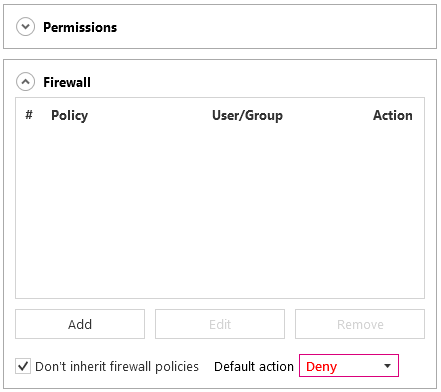 Permissions
Firewall
# Policy User/Group Action
Add Edit Remove
Don't inherit firewall policies Default action Deny